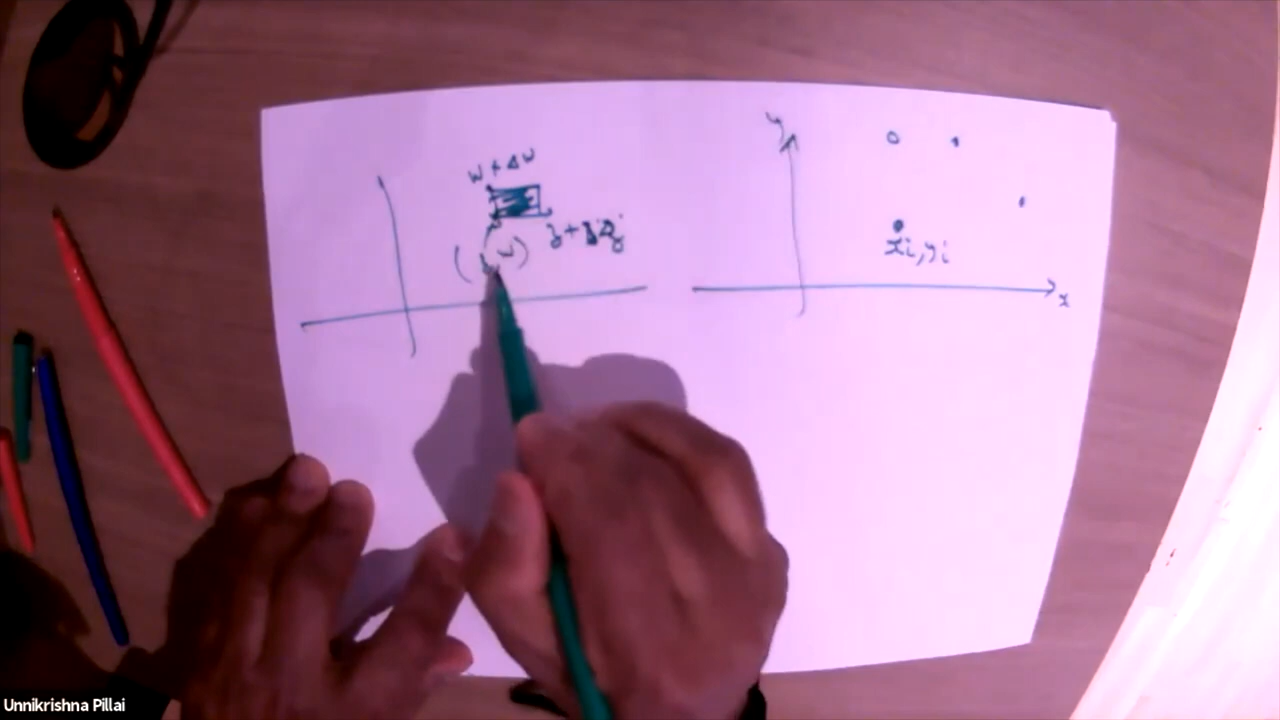 w + Δw
z + Δz
w)
y
xi, yi
x
Unnikrishna Pillai